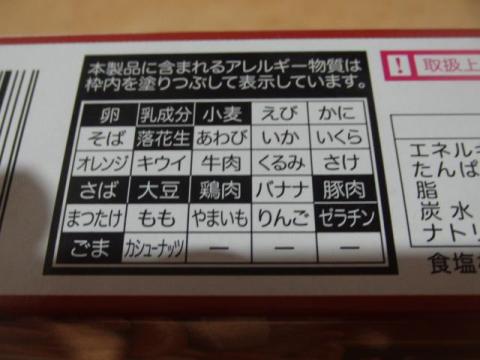 本製品に含まれるアレルギー物質は
枠内を塗りつぶして表示しています。
卵 乳成分 小麦 えび かに
そば 落花生 あわび いか いくら
オレンジ キウイ 牛肉 くるみ さけ
さば 大豆 鶏肉 バナナ 豚肉
まつたけ もも やまいも りんご ゼラチン
ごま カシューナッツ ー ー ー
! 取扱上
エネルギ
たんぱ
脂
炭水
ナトリ
食塩